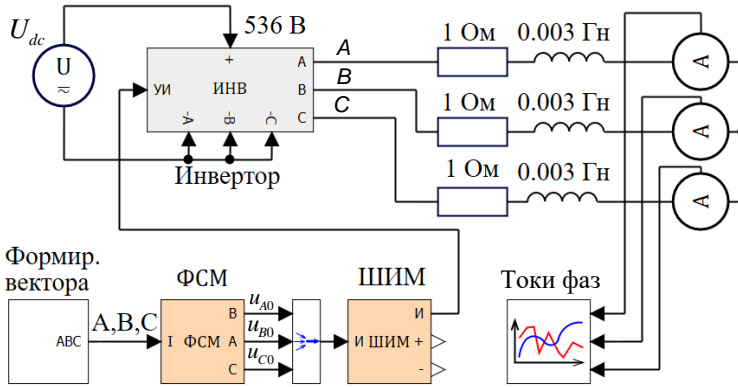 U_dc
536 В
A
1 Ом
0.003 Гн
A
U
УИ
+
ИНВ
A
B
C
-A
-B
-C
B
1 Ом
0.003 Гн
A
C
Инвертор
1 Ом
0.003 Гн
A
Формир.
вектора
ФСМ
ШИМ
Токи фаз
ABC
A,B,C
I ФСМ
B
A
C
u_A0
u_B0
u_C0
И ШИМ
И
+
-